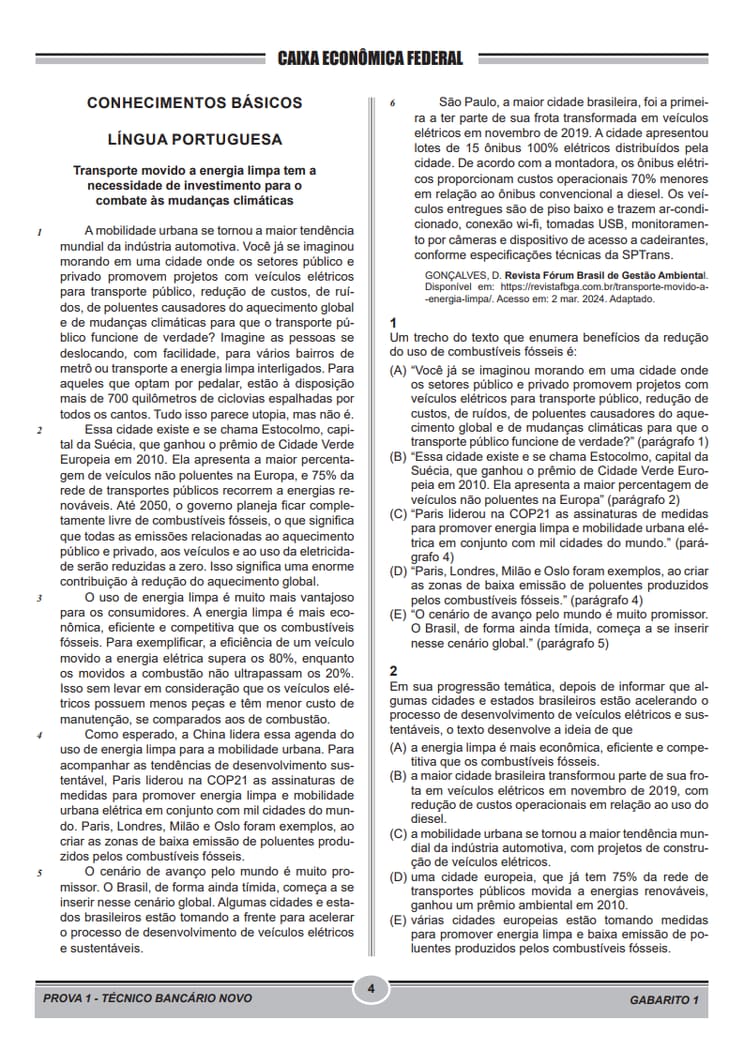 CAIXA ECONÔMICA FEDERAL
CONHECIMENTOS BÁSICOS
LÍNGUA PORTUGUESA
Transporte movido a energia limpa tem a
necessidade de investimento para o
combate às mudanças climáticas
1 A mobilidade urbana se tornou a maior tendência
mundial da indústria automotiva. Você já se imaginou
morando em uma cidade onde os setores público e
privado promovem projetos com veículos elétricos
para transporte público, redução de custos, de ruí-
dos, de poluentes causadores do aquecimento global
e de mudanças climáticas para que o transporte pú-
blico funcione de verdade? Imagine as pessoas se
deslocando, com facilidade, para vários bairros de
metrô ou transporte a energia limpa interligados. Para
aqueles que optam por pedalar, estão à disposição
mais de 700 quilômetros de ciclovias espalhadas por
todos os cantos. Tudo isso parece utopia, mas não é.
2 Essa cidade existe e se chama Estocolmo, capi-
tal da Suécia, que ganhou o prêmio de Cidade Verde
Europeia em 2010. Ela apresenta a maior percenta-
gem de veículos não poluentes na Europa, e 75% da
rede de transportes públicos recorrem a energias re-
nováveis. Até 2050, o governo planeja ficar comple-
tamente livre de combustíveis fósseis, o que significa
que todas as emissões relacionadas ao aquecimento
público e privado, aos veículos e ao uso da eletricida-
de serão reduzidas a zero. Isso significa uma enorme
contribuição à redução do aquecimento global.
3 O uso de energia limpa é muito mais vantajoso
para os consumidores. A energia limpa é mais eco-
nômica, eficiente e competitiva que os combustíveis
fósseis. Para exemplificar, a eficiência de um veículo
movido a energia elétrica supera os 80%, enquanto
os movidos a combustão não ultrapassam os 20%.
Isso sem levar em consideração que os veículos elé-
tricos possuem menos peças e têm menor custo de
manutenção, se comparados aos de combustão.
4 Como esperado, a China lidera essa agenda do
uso de energia limpa para a mobilidade urbana. Para
acompanhar as tendências de desenvolvimento sus-
tentável, Paris liderou na COP21 as assinaturas de
medidas para promover energia limpa e mobilidade
urbana elétrica em conjunto com mil cidades do mun-
do. Paris, Londres, Milão e Oslo foram exemplos, ao
criar as zonas de baixa emissão de poluentes produ-
zidos pelos combustíveis fósseis.
5 O cenário de avanço pelo mundo é muito pro-
missor. O Brasil, de forma ainda tímida, começa a se
inserir nesse cenário global. Algumas cidades e esta-
dos brasileiros estão tomando a frente para acelerar
o processo de desenvolvimento de veículos elétricos
e sustentáveis.
6 São Paulo, a maior cidade brasileira, foi a primei-
ra a ter parte de sua frota transformada em veículos
elétricos em novembro de 2019. A cidade apresentou
lotes de 15 ônibus 100% elétricos distribuídos pela
cidade. De acordo com a montadora, os ônibus elétri-
cos proporcionam custos operacionais 70% menores
em relação ao ônibus convencional a diesel. Os veí-
culos entregues são de piso baixo e trazem ar-condi-
cionado, conexão wi-fi, tomadas USB, monitoramen-
to por câmeras e dispositivo de acesso a cadeirantes,
conforme especificações técnicas da SPTrans.
GONÇALVES, D. Revista Fórum Brasil de Gestão Ambiental.
Disponível em: https://revistafbga.com.br/transporte-movido-a-
-energia-limpa/. Acesso em: 2 mar. 2024. Adaptado.
1
Um trecho do texto que enumera benefícios da redução
do uso de combustíveis fósseis é:
(A) “Você já se imaginou morando em uma cidade onde
os setores público e privado promovem projetos com
veículos elétricos para transporte público, redução de
custos, de ruídos, de poluentes causadores do aque-
cimento global e de mudanças climáticas para que o
transporte público funcione de verdade?” (parágrafo 1)
(B) “Essa cidade existe e se chama Estocolmo, capital da
Suécia, que ganhou o prêmio de Cidade Verde Euro-
peia em 2010. Ela apresenta a maior percentagem de
veículos não poluentes na Europa” (parágrafo 2)
(C) “Paris liderou na COP21 as assinaturas de medidas
para promover energia limpa e mobilidade urbana elé-
trica em conjunto com mil cidades do mundo.” (pará-
grafo 4)
(D) “Paris, Londres, Milão e Oslo foram exemplos, ao criar
as zonas de baixa emissão de poluentes produzidos
pelos combustíveis fósseis.” (parágrafo 4)
(E) “O cenário de avanço pelo mundo é muito promissor.
O Brasil, de forma ainda tímida, começa a se inserir
nesse cenário global.” (parágrafo 5)
2
Em sua progressão temática, depois de informar que al-
gumas cidades e estados brasileiros estão acelerando o
processo de desenvolvimento de veículos elétricos e sus-
tentáveis, o texto desenvolve a ideia de que
(A) a energia limpa é mais econômica, eficiente e compe-
titiva que os combustíveis fósseis.
(B) a maior cidade brasileira transformou parte de sua fro-
ta em veículos elétricos em novembro de 2019, com
redução de custos operacionais em relação ao uso do
diesel.
(C) a mobilidade urbana se tornou a maior tendência mun-
dial da indústria automotiva, com projetos de constru-
ção de veículos elétricos.
(D) uma cidade europeia, que já tem 75% da rede de
transportes públicos movida a energias renováveis,
ganhou um prêmio ambiental em 2010.
(E) várias cidades europeias estão tomando medidas
para promover energia limpa e baixa emissão de po-
luentes produzidos pelos combustíveis fósseis.
PROVA 1 - TÉCNICO BANCÁRIO NOVO
4
GABARITO 1